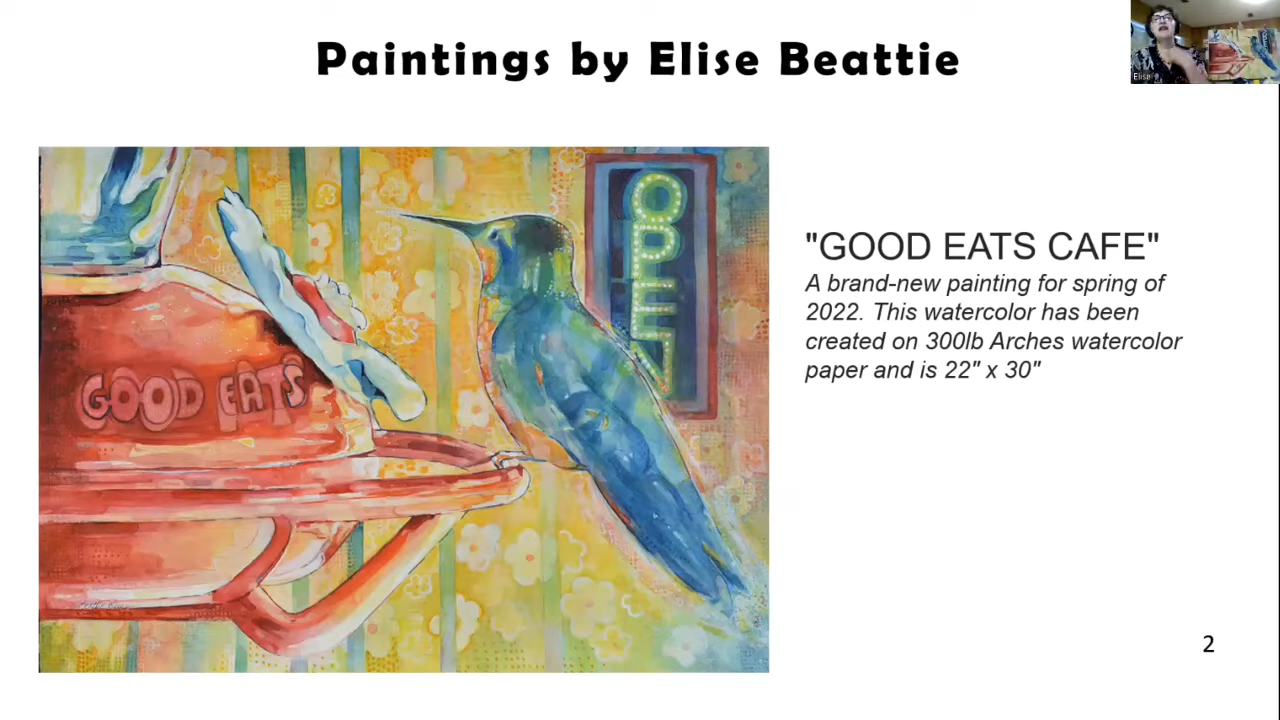 Paintings by Elise Beattie
Elise
OPEN
GOOD EATS
"GOOD EATS CAFE"
A brand-new painting for spring of
2022. This watercolor has been
created on 300lb Arches watercolor
paper and is 22" x 30"
2